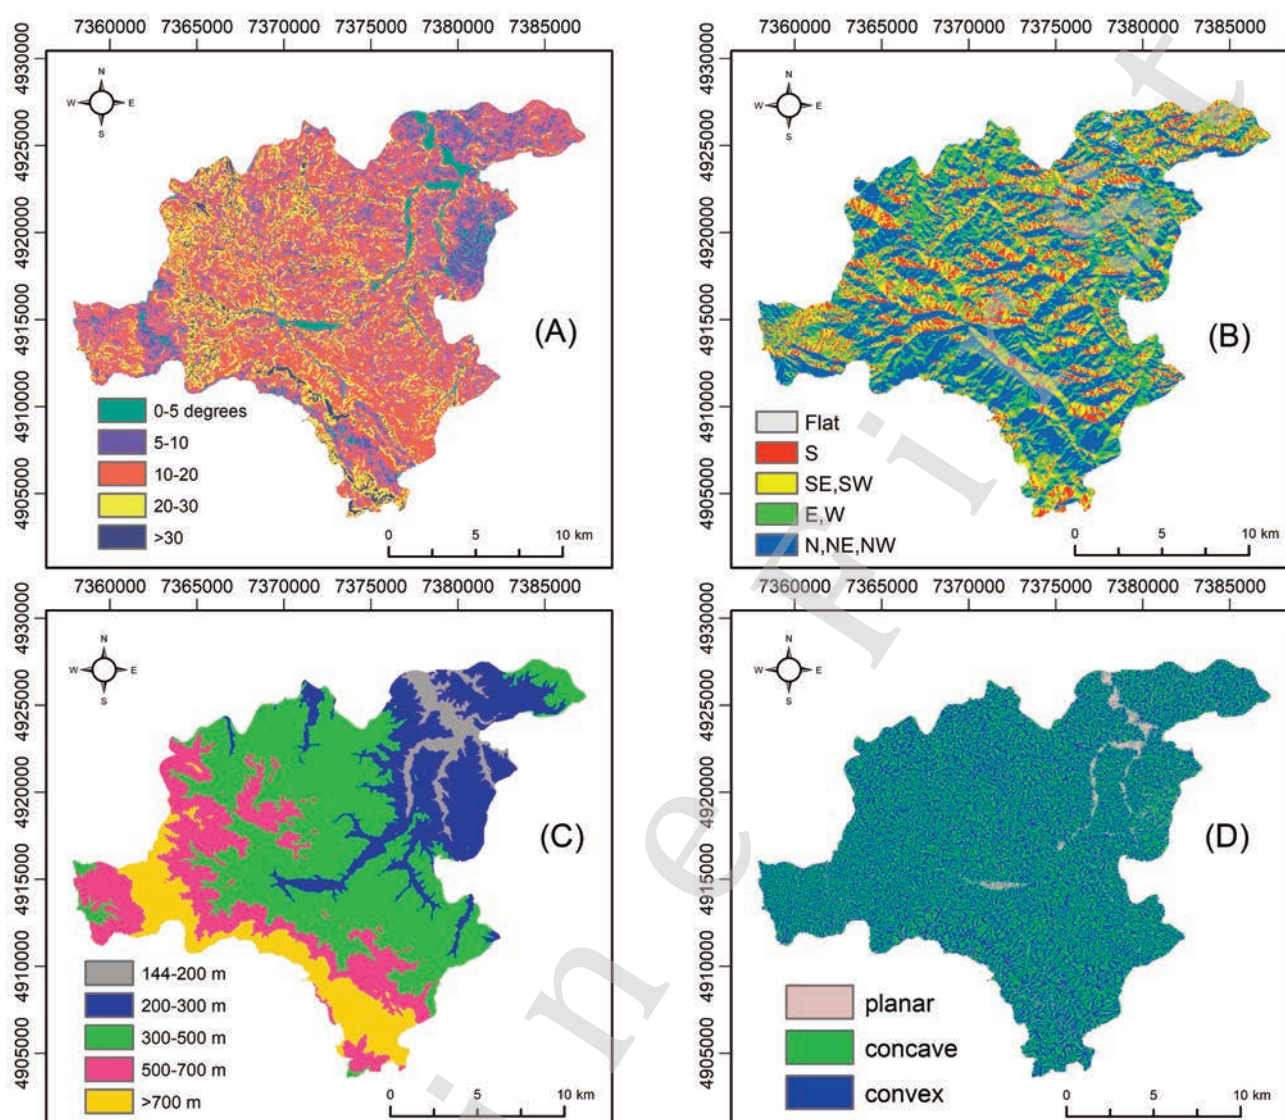 7360000 7365000 7370000 7375000 7380000 7385000
4930000
4925000
4920000
4915000
4910000
4905000
N
W E
S
(A)
0-5 degrees
5-10
10-20
20-30
>30
0 5 10 km
7360000 7365000 7370000 7375000 7380000 7385000
4930000
4925000
4920000
4915000
4910000
4905000
N
W E
S
(B)
Flat
S
SE,SW
E,W
N,NE,NW
0 5 10 km
7360000 7365000 7370000 7375000 7380000 7385000
4930000
4925000
4920000
4915000
4910000
4905000
N
W E
S
(C)
144-200 m
200-300 m
300-500 m
500-700 m
>700 m
0 5 10 km
7360000 7365000 7370000 7375000 7380000 7385000
4930000
4925000
4920000
4915000
4910000
4905000
N
W E
S
(D)
planar
concave
convex
0 5 10 km
ine First